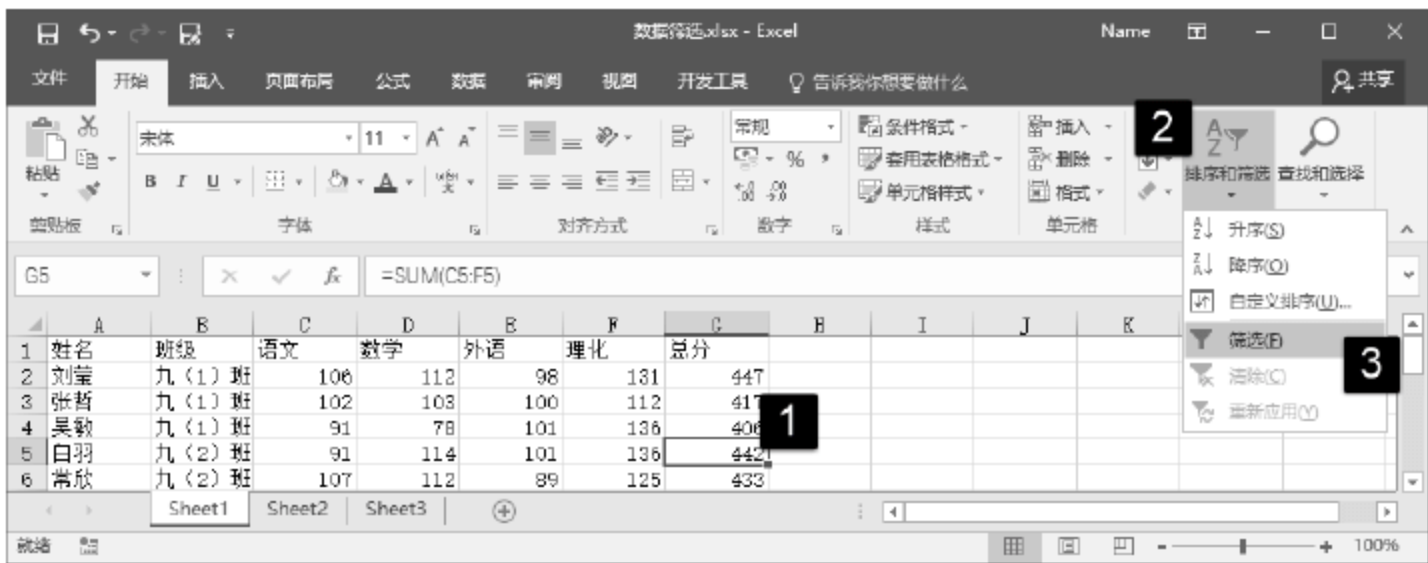 数据筛选.xlsx - Excel Name
文件 开始 插入 页面布局 公式 数据 审阅 视图 开发工具 告诉我你想要做什么 共享
宋体 11 常规 条件格式 插入 2
粘贴 % 套用表格格式 删除 排序和筛选 查找和选择
B I U 单元格样式 格式
剪贴板 字体 对齐方式 数字 样式 单元格
升序(S)
降序(O)
自定义排序(U)...
筛选(F)
3
清除(C)
重新应用(Y)
G5 fx =SUM(C5:F5)
A B C D E F G H I J K
1 姓名 班级 语文 数学 外语 理化 总分
2 刘莹 九（1）班 106 112 98 131 447
3 张哲 九（1）班 102 103 100 112 417
4 吴敏 九（1）班 91 78 101 136 406
1
5 白羽 九（2）班 91 114 101 136 442
6 常欣 九（2）班 107 112 89 125 433
Sheet1 Sheet2 Sheet3
就绪 100%